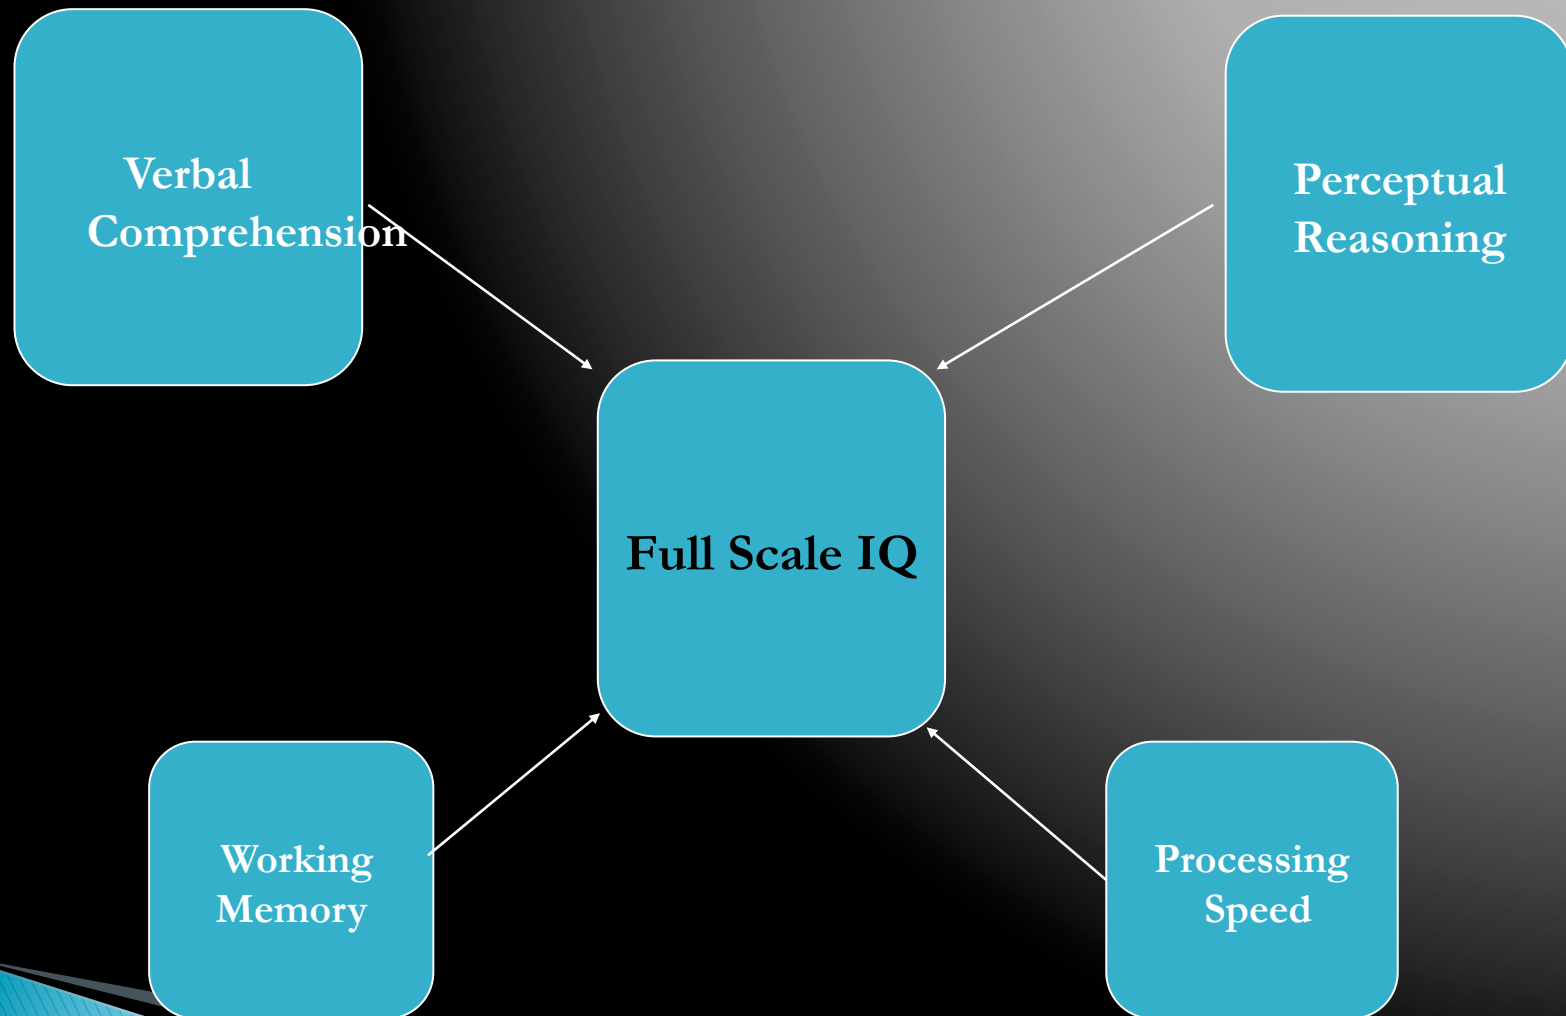 Verbal
Comprehension
Perceptual
Reasoning
Full Scale IQ
Working
Memory
Processing
Speed